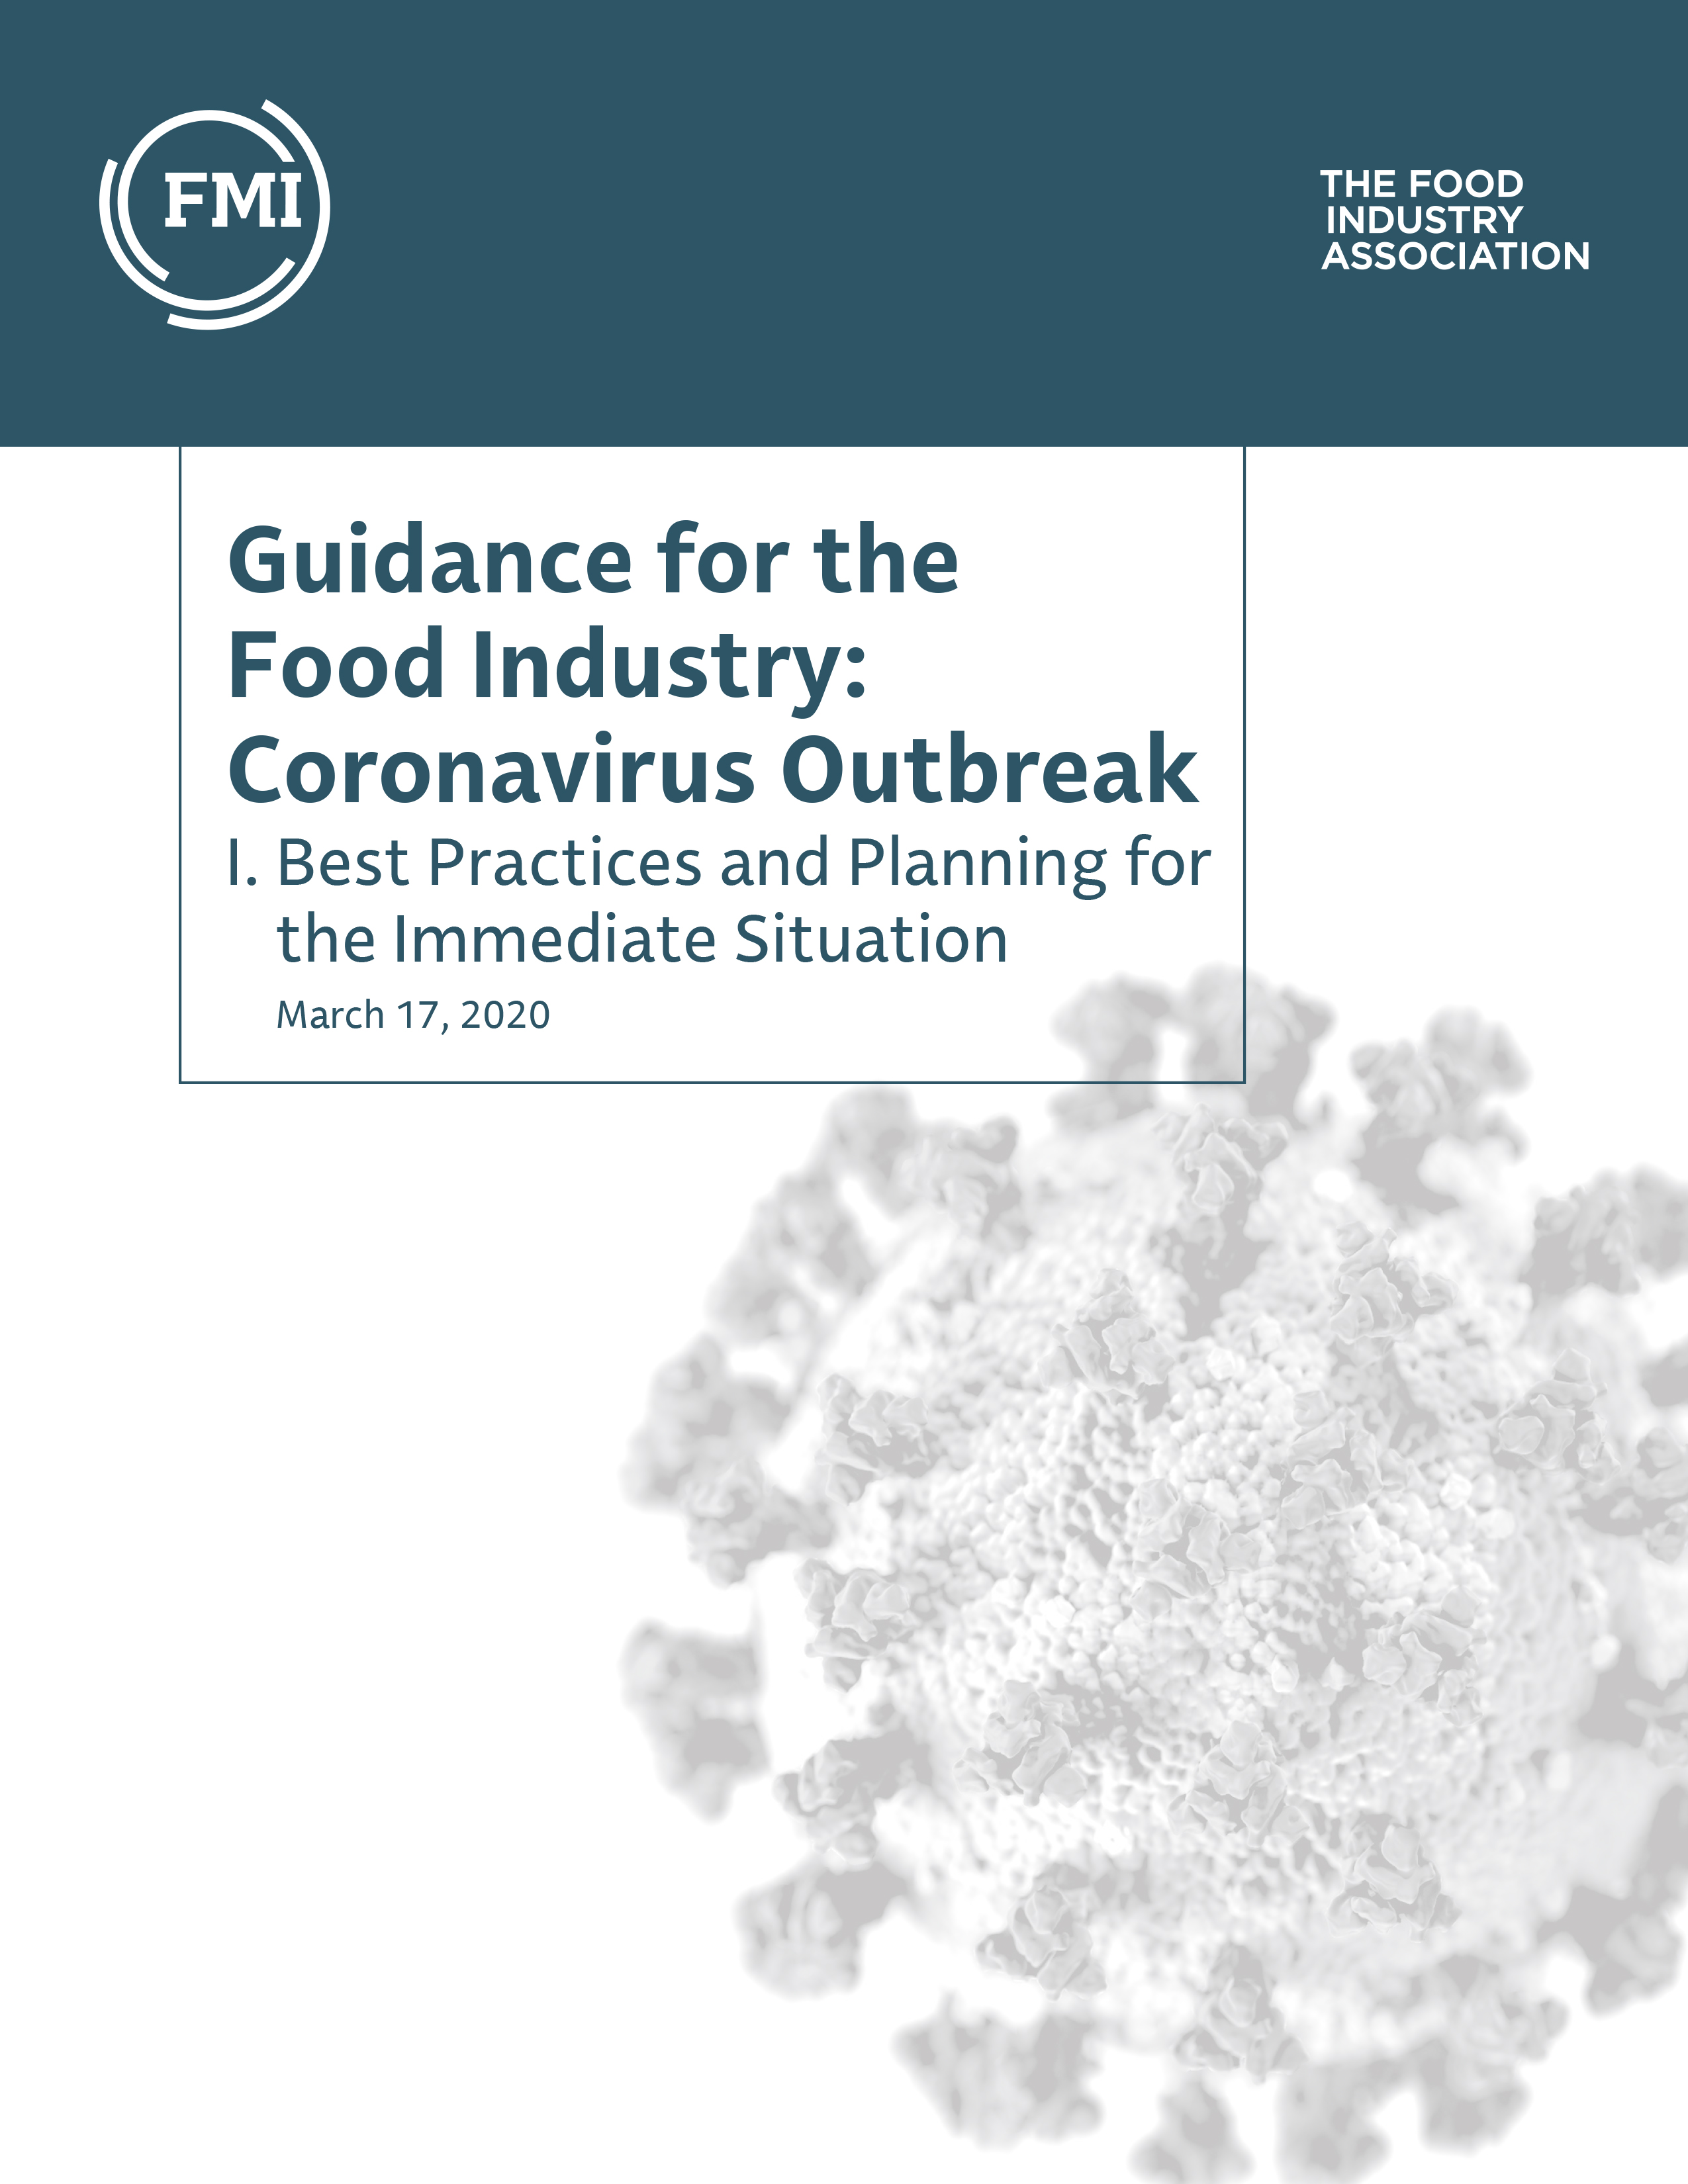 FMI
THE FOOD
INDUSTRY
ASSOCIATION
Guidance for the
Food Industry:
Coronavirus Outbreak
I. Best Practices and Planning for
the Immediate Situation
March 17, 2020